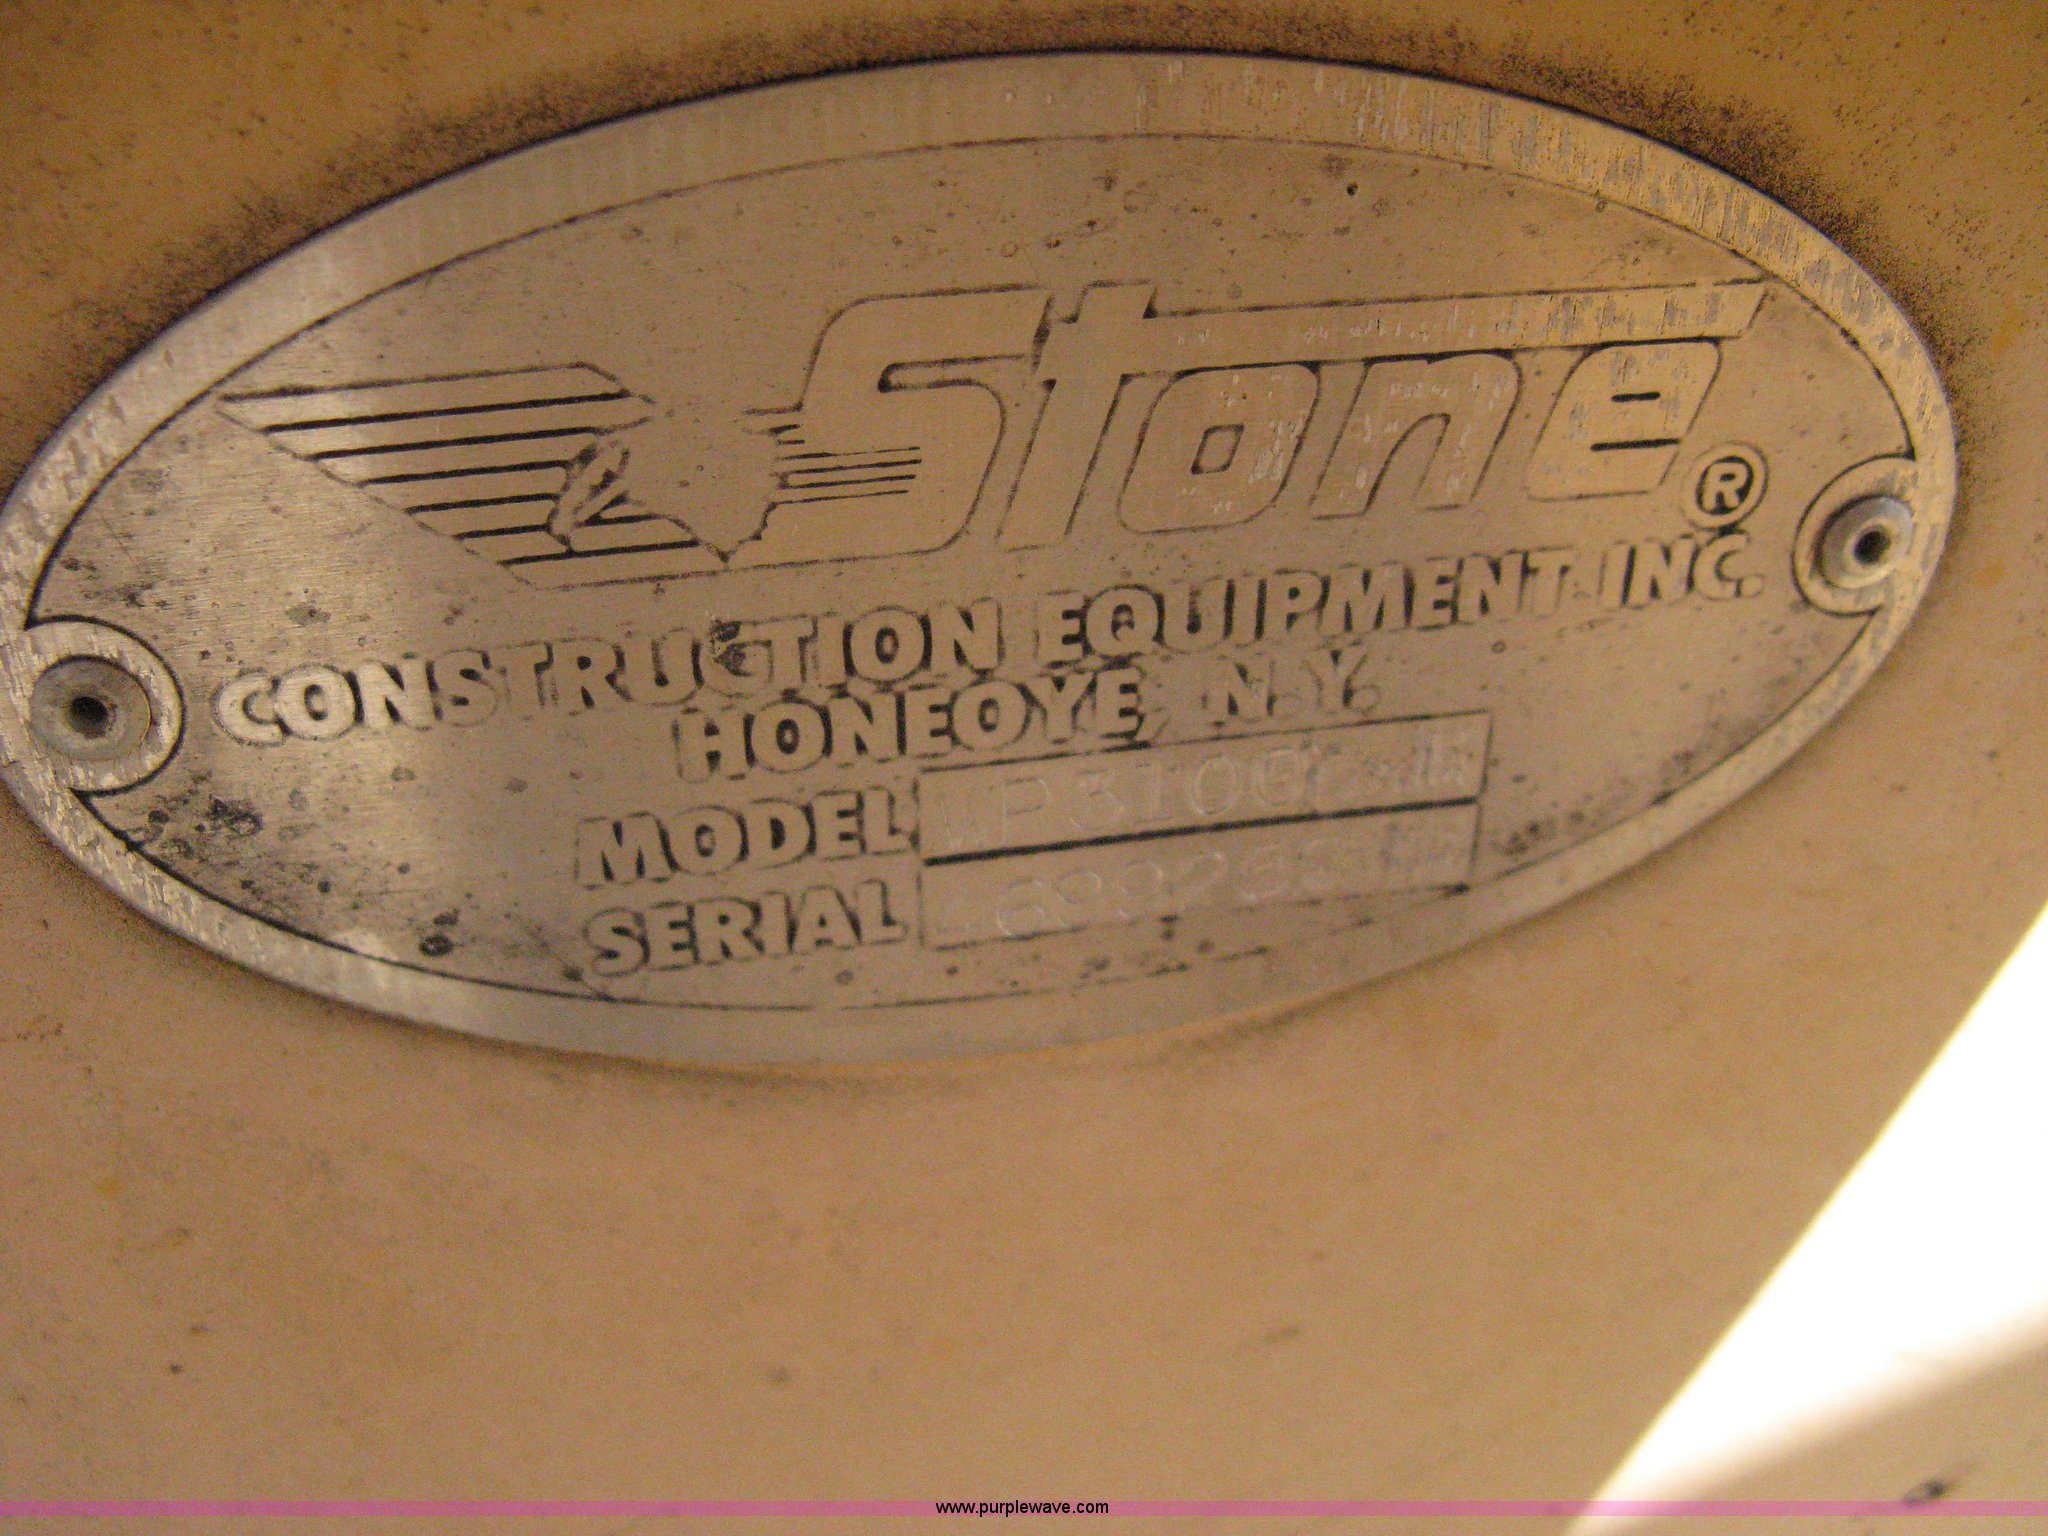 Stone®
CONSTRUCTION EQUIPMENT, INC.
HONEOYE, N.Y.
MODEL
SERIAL
www.purplewave.com